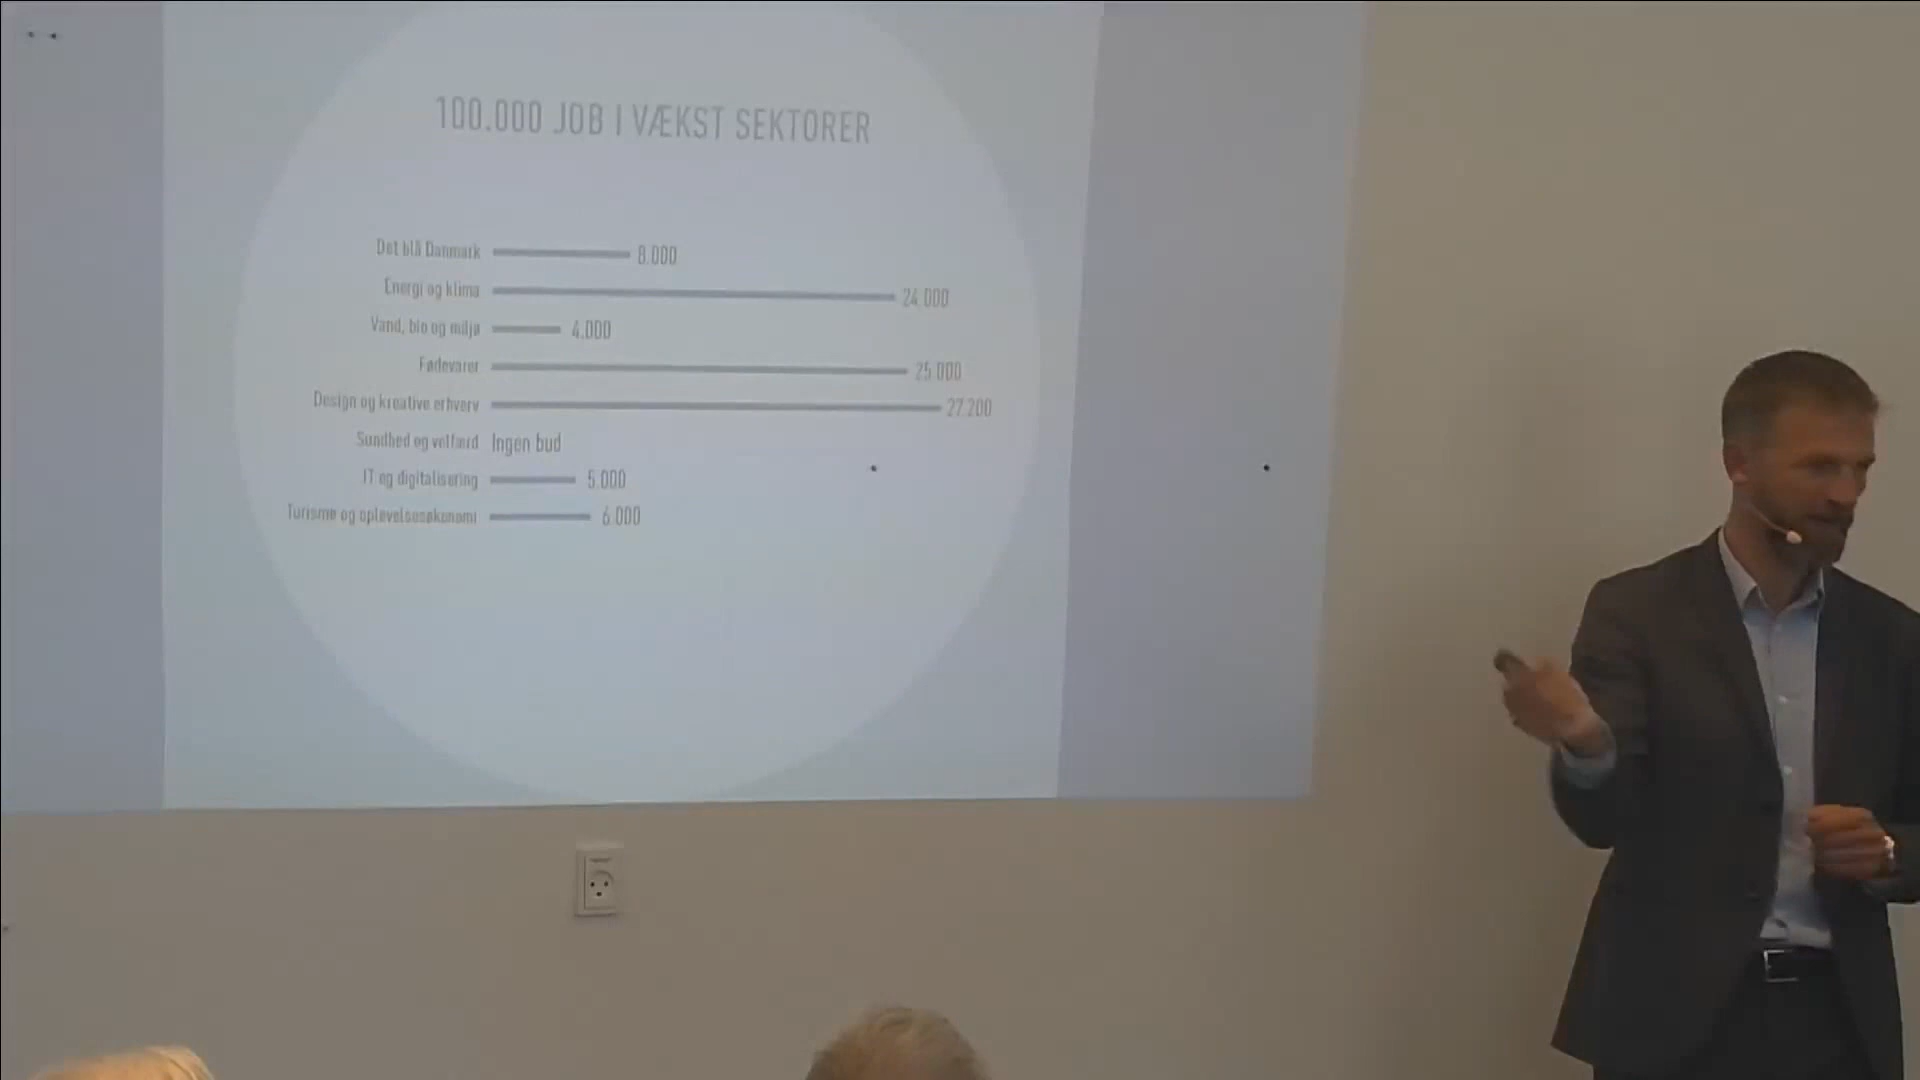 100.000 JOB I VÆKST SEKTORER
Det blå Danmark 8.000
Energi og klima 24.000
Vand, bio og miljø 4.000
Fødevarer 25.000
Design og kreative erhverv 27.200
Sundhed og velfærd Ingen bud
IT og digitalisering 5.000
Turisme og oplevelsesøkonomi 6.000